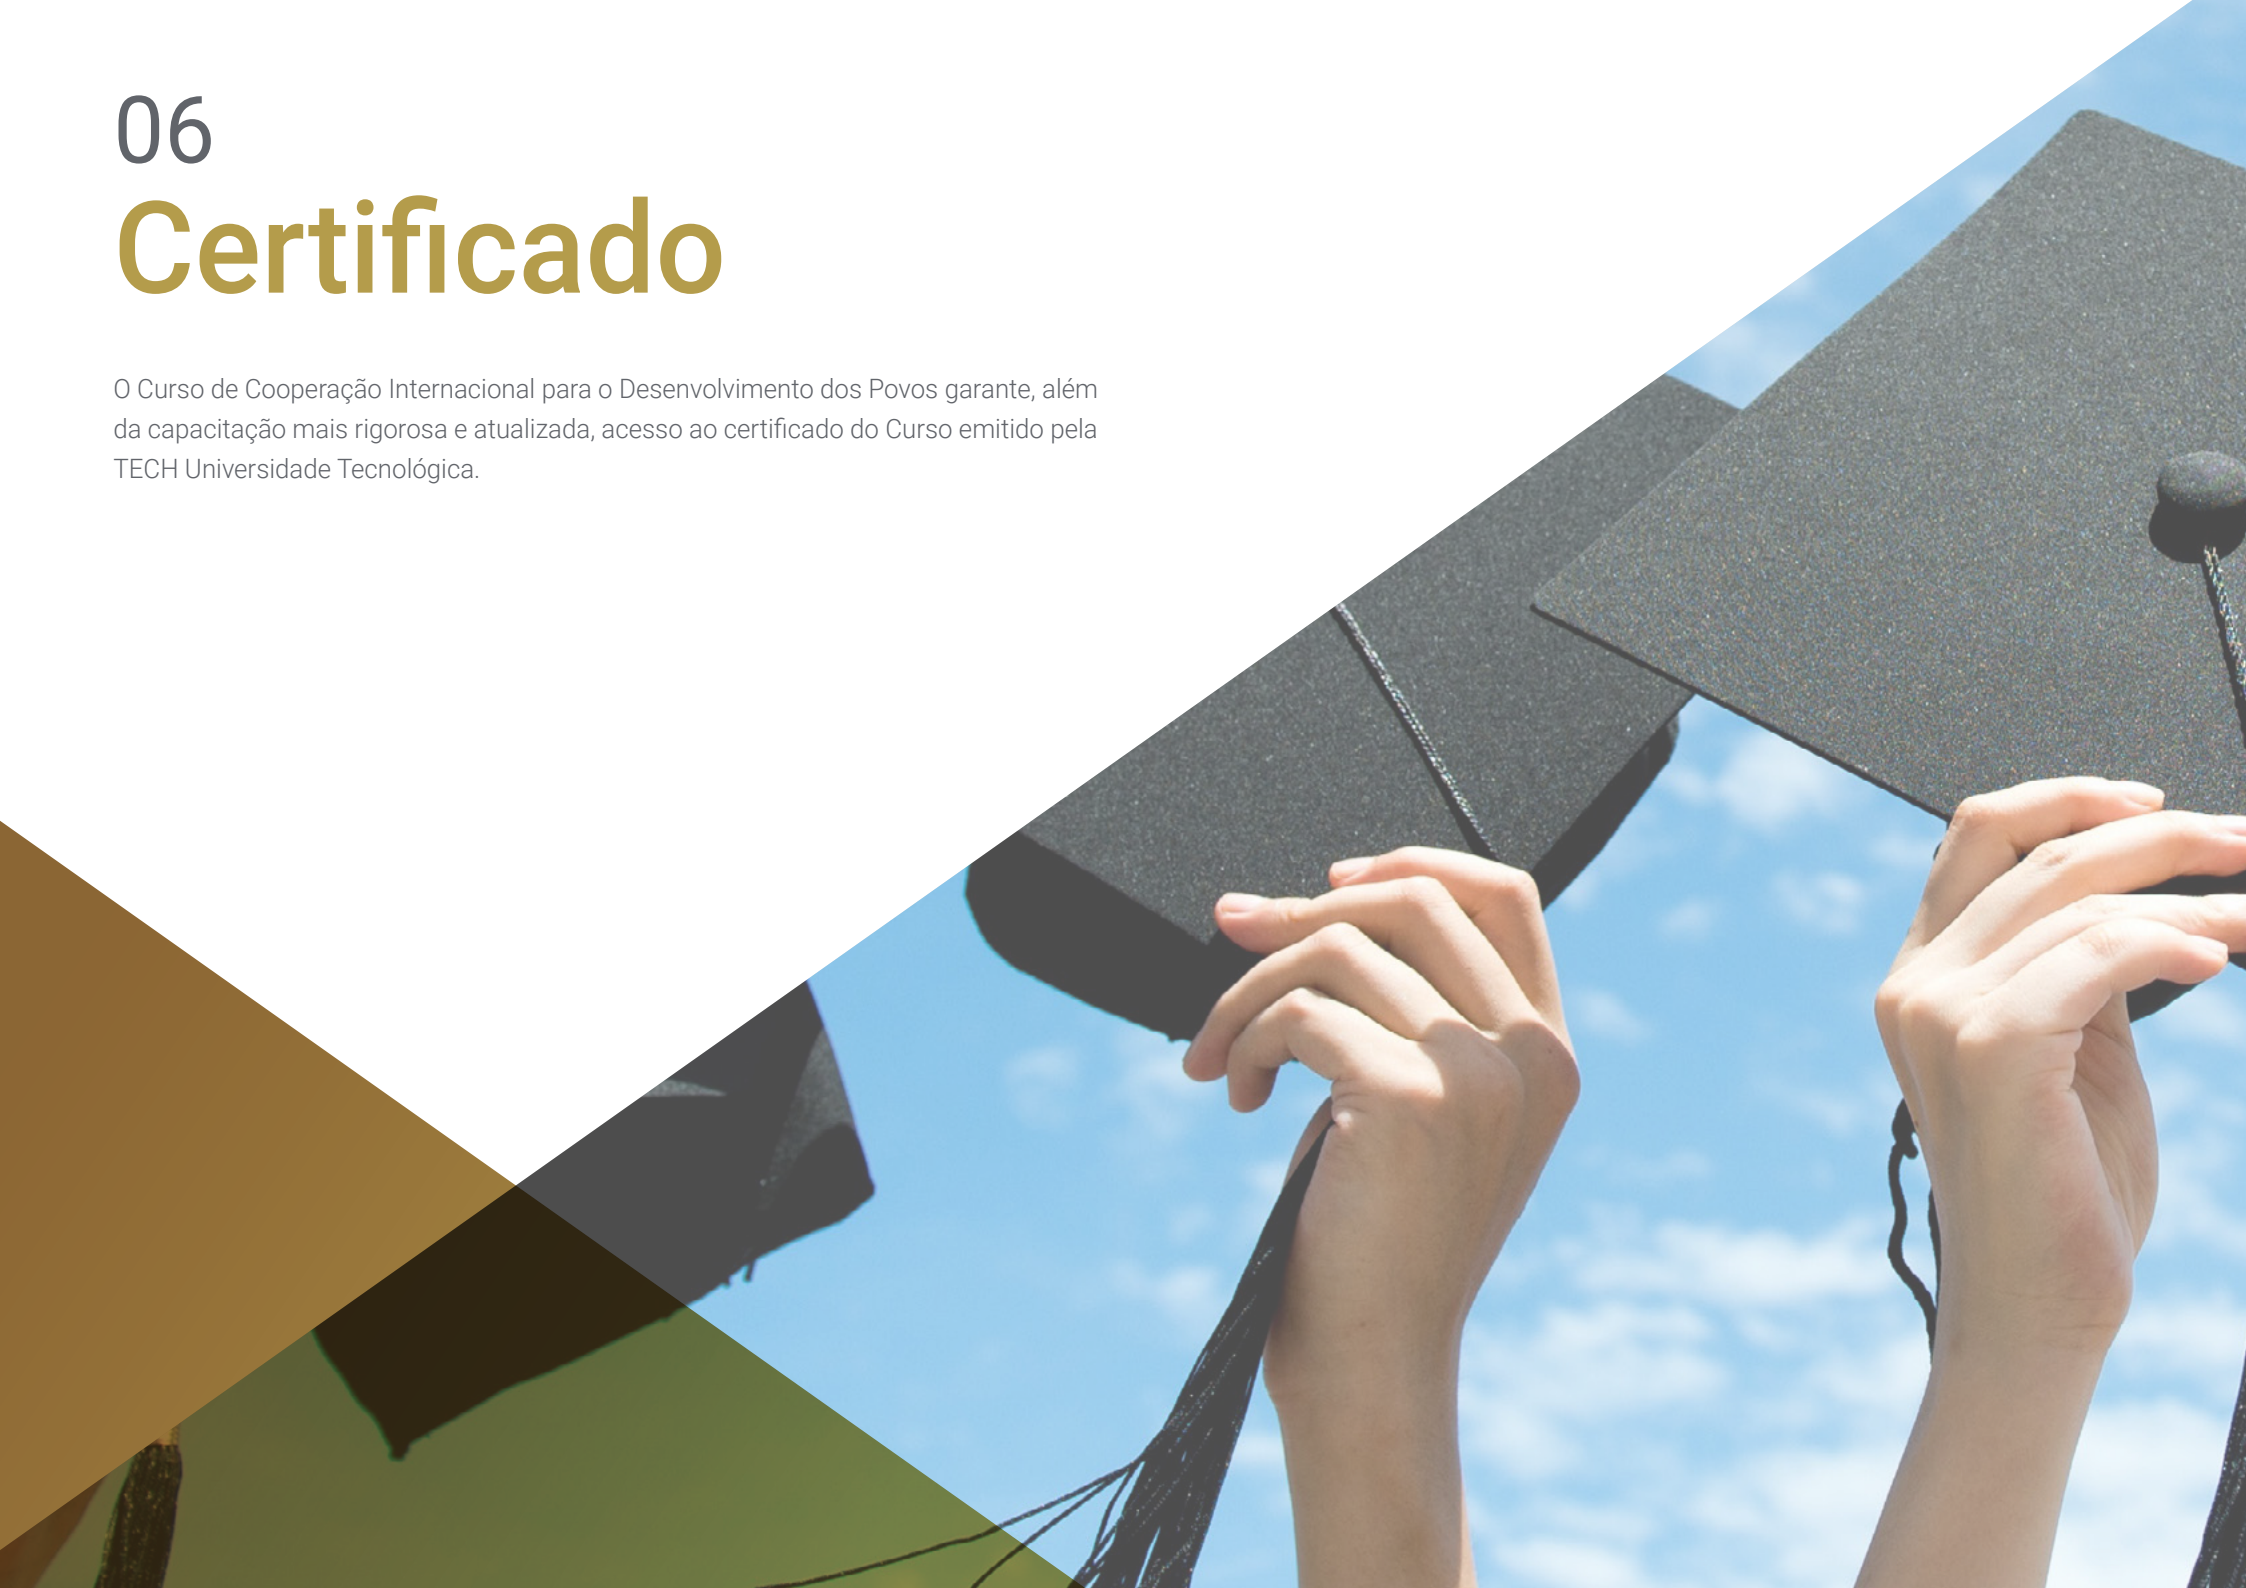 06
Certificado
O Curso de Cooperação Internacional para o Desenvolvimento dos Povos garante, além
da capacitação mais rigorosa e atualizada, acesso ao certificado do Curso emitido pela
TECH Universidade Tecnológica.